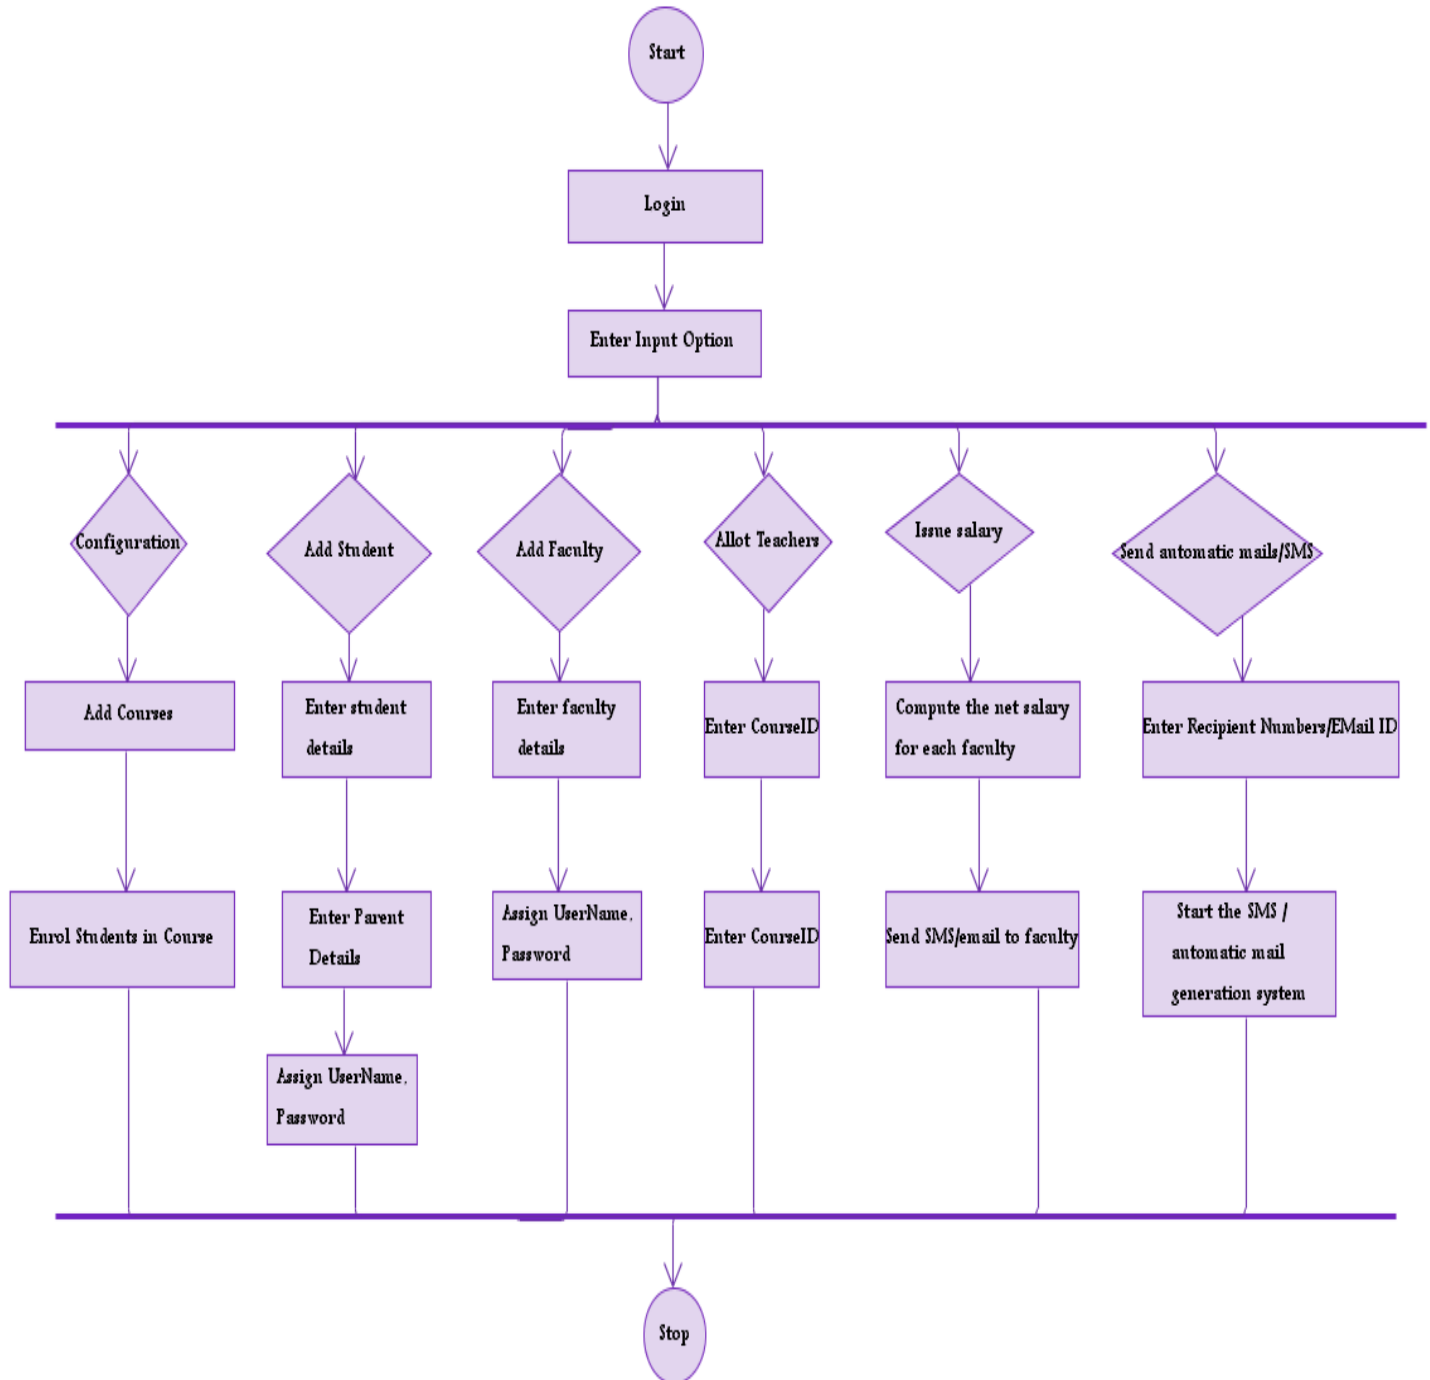 Start
Login
Enter Input Option
Configuration
Add Student
Add Faculty
Allot Teachers
Issue salary
Send automatic mails/SMS
Add Courses
Enter student
details
Enter faculty
details
Enter CourseID
Compute the net salary
for each faculty
Enter Recipient Numbers/EMail ID
Enrol Students in Course
Enter Parent
Details
Assign UserName,
Password
Enter CourseID
Send SMS/email to faculty
Start the SMS /
automatic mail
generation system
Assign UserName,
Password
Stop